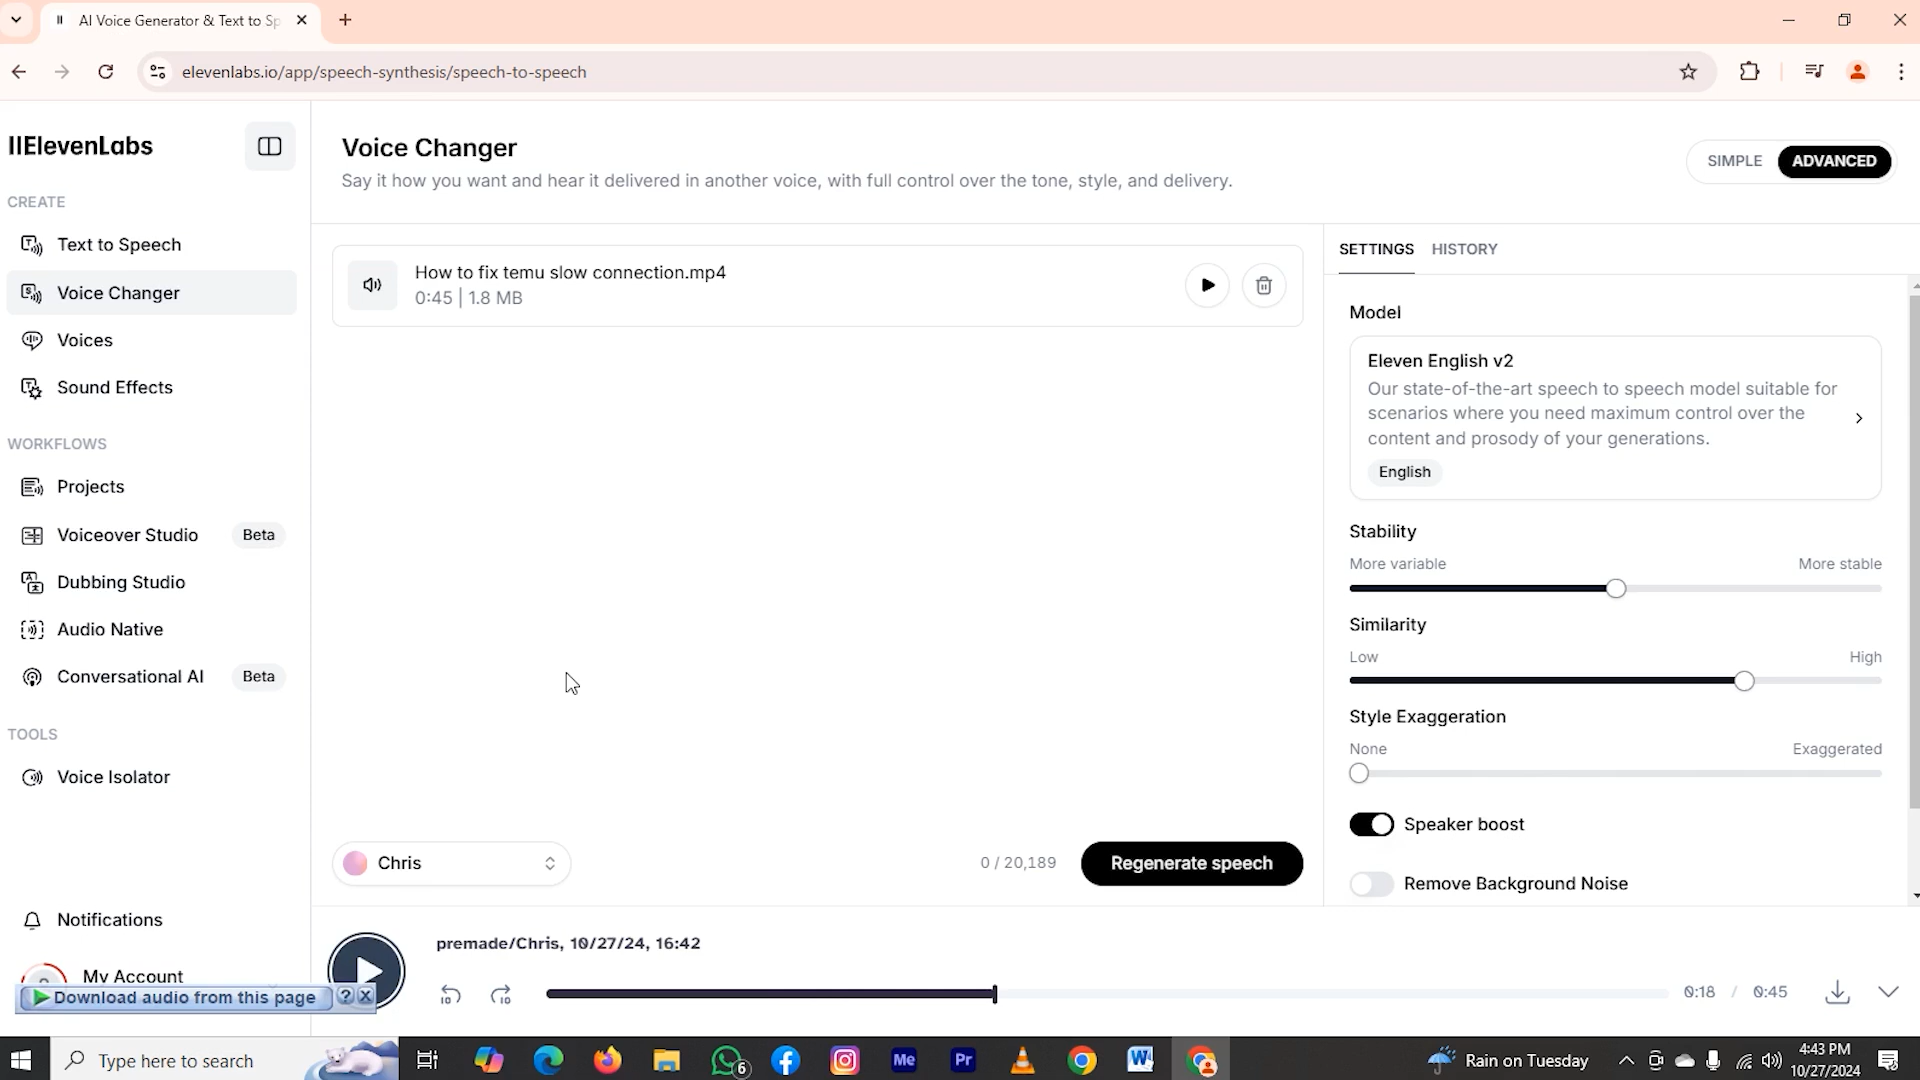 AI Voice Generator & Text to Sp
elevenlabs.io/app/speech-synthesis/speech-to-speech
IIElevenLabs
CREATE
Text to Speech
Voice Changer
Voices
Sound Effects
WORKFLOWS
Projects
Voiceover Studio Beta
Dubbing Studio
Audio Native
Conversational AI Beta
TOOLS
Voice Isolator
Notifications
My Account
Download audio from this page ? X
Voice Changer
Say it how you want and hear it delivered in another voice, with full control over the tone, style, and delivery.
SIMPLE ADVANCED
How to fix temu slow connection.mp4
0:45 | 1.8 MB
Chris
0 / 20,189
Regenerate speech
SETTINGS HISTORY
Model
Eleven English v2
Our state-of-the-art speech to speech model suitable for
scenarios where you need maximum control over the
content and prosody of your generations.
English
Stability
More variable More stable
Similarity
Low High
Style Exaggeration
None Exaggerated
Speaker boost
Remove Background Noise
premade/Chris, 10/27/24, 16:42
10 10
0:18 / 0:45
Type here to search
6
Me
Pr
W
Rain on Tuesday
4:43 PM
10/27/2024